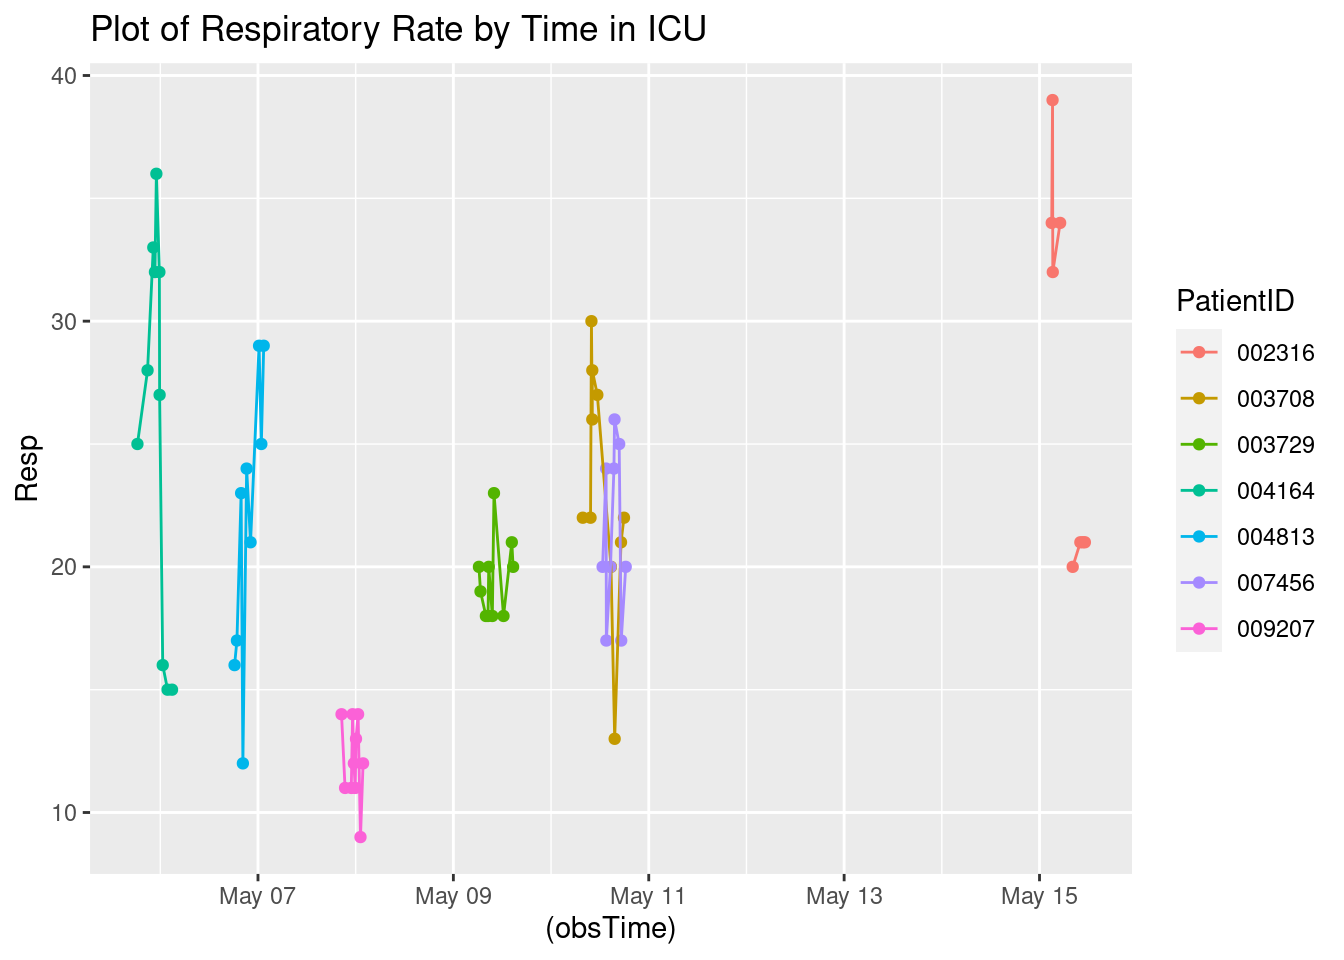 Plot of Respiratory Rate by Time in ICU
40
30
20
10
Resp
May 07
May 09
May 11
May 13
May 15
(obsTime)
PatientID
002316
003708
003729
004164
004813
007456
009207